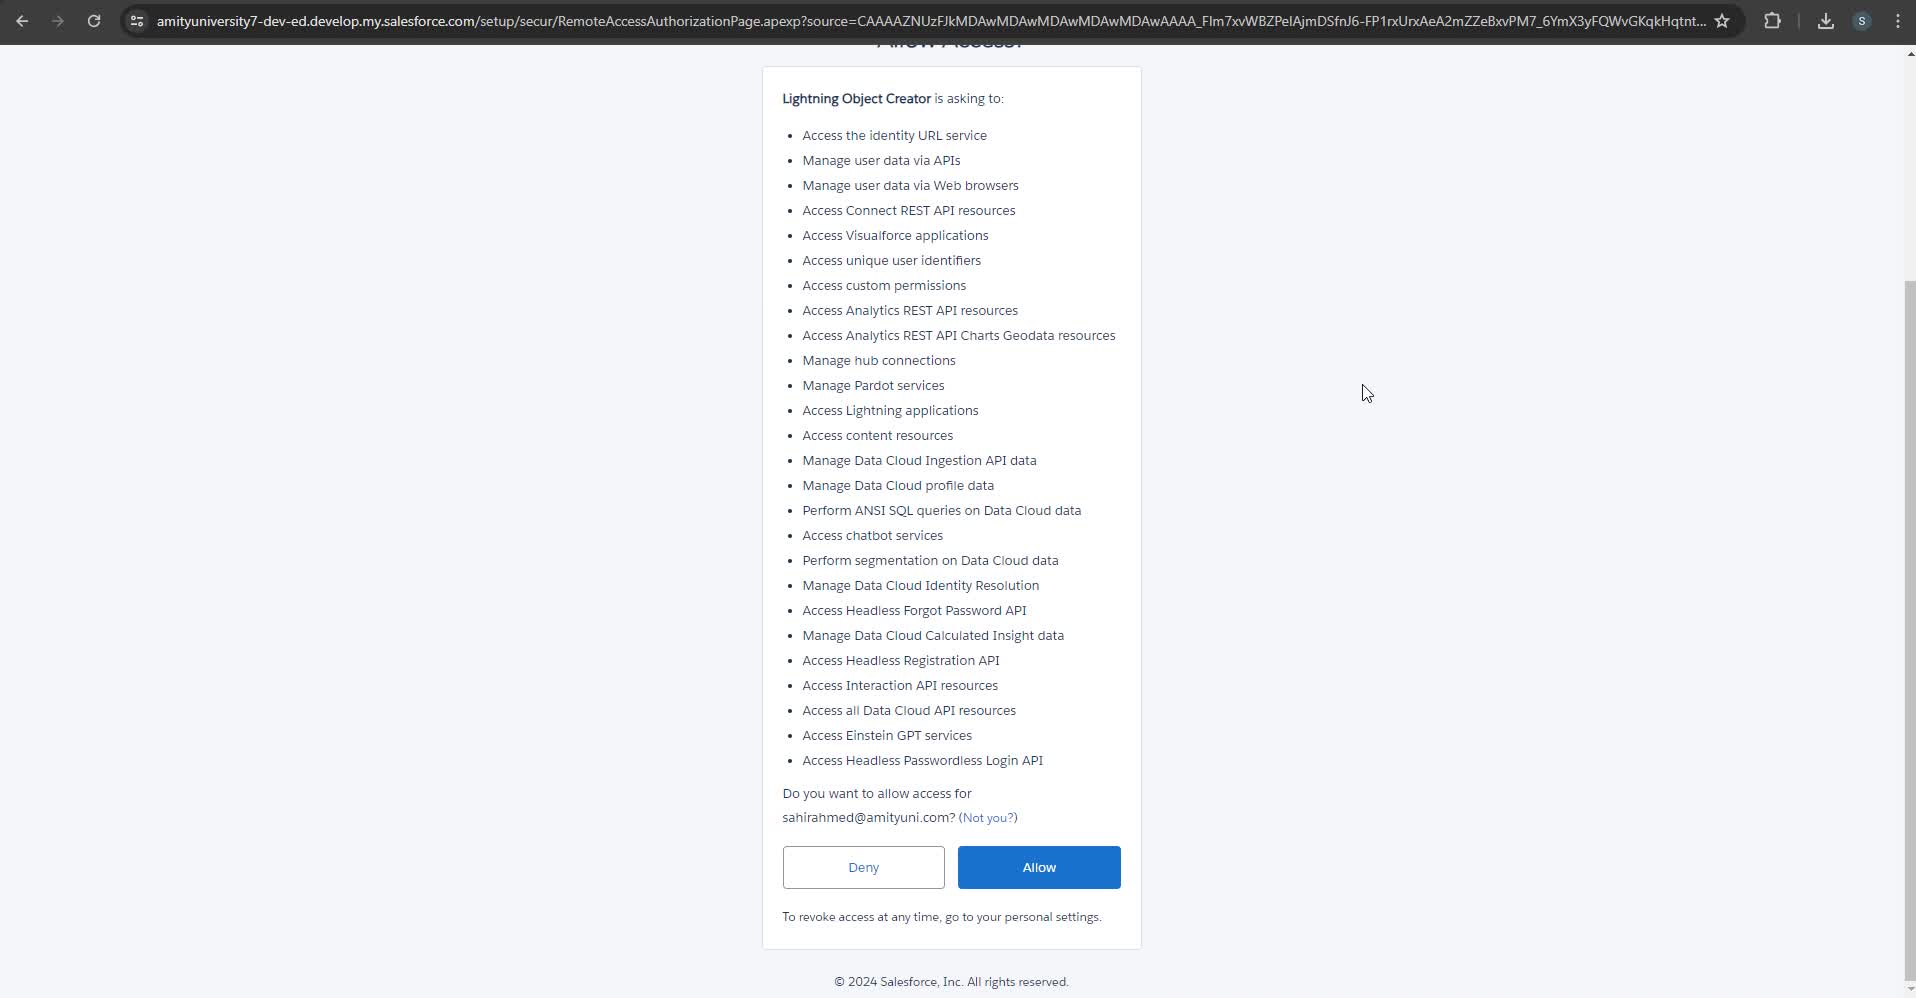 amityuniversity7-dev-ed.develop.my.salesforce.com/setup/secur/RemoteAccessAuthorizationPage.apexp?source=CAAAAZNUzFJkMDAwMDAwMDAwMDAwMDAwAAAA_Flm7xvWBZPelAjmDSfnJ6-FP1rxUrxAeA2mZZeBxvPM7_6YmX3yFQWvGKqkHqtnt...
S
Allow Access?
Lightning Object Creator is asking to:
• Access the identity URL service
• Manage user data via APIs
• Manage user data via Web browsers
• Access Connect REST API resources
• Access Visualforce applications
• Access unique user identifiers
• Access custom permissions
• Access Analytics REST API resources
• Access Analytics REST API Charts Geodata resources
• Manage hub connections
• Manage Pardot services
• Access Lightning applications
• Access content resources
• Manage Data Cloud Ingestion API data
• Manage Data Cloud profile data
• Perform ANSI SQL queries on Data Cloud data
• Access chatbot services
• Perform segmentation on Data Cloud data
• Manage Data Cloud Identity Resolution
• Access Headless Forgot Password API
• Manage Data Cloud Calculated Insight data
• Access Headless Registration API
• Access Interaction API resources
• Access all Data Cloud API resources
• Access Einstein GPT services
• Access Headless Passwordless Login API
Do you want to allow access for
sahirahmed@amityuni.com? (Not you?)
Deny
Allow
To revoke access at any time, go to your personal settings.
© 2024 Salesforce, Inc. All rights reserved.